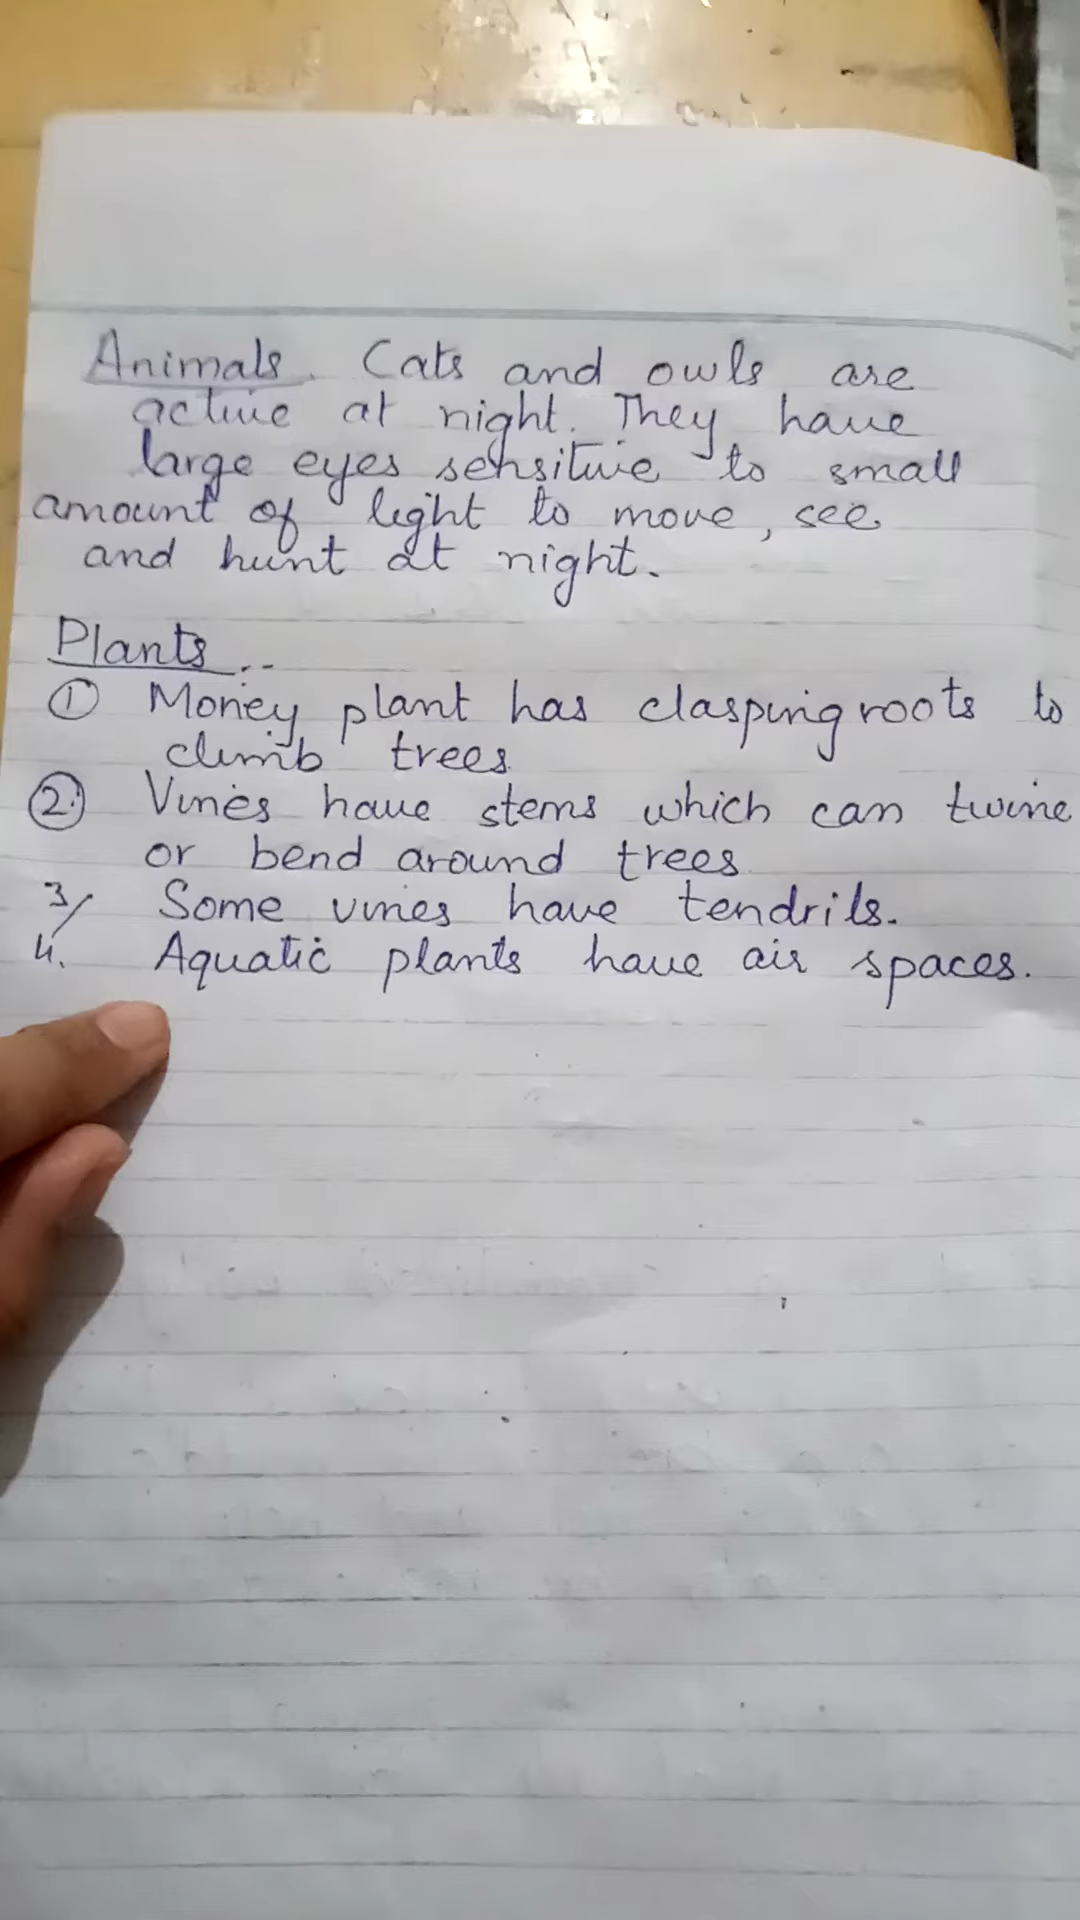 Animals. Cats and owls are
active at night. They have
large eyes sensitive to small
amount of light to move, see
and hunt at night.
Plants..
① Money plant has clasping roots to
climb trees
②. Vines have stems which can twine
or bend around trees
3/ Some vines have tendrils.
4. Aquatic plants have air spaces.